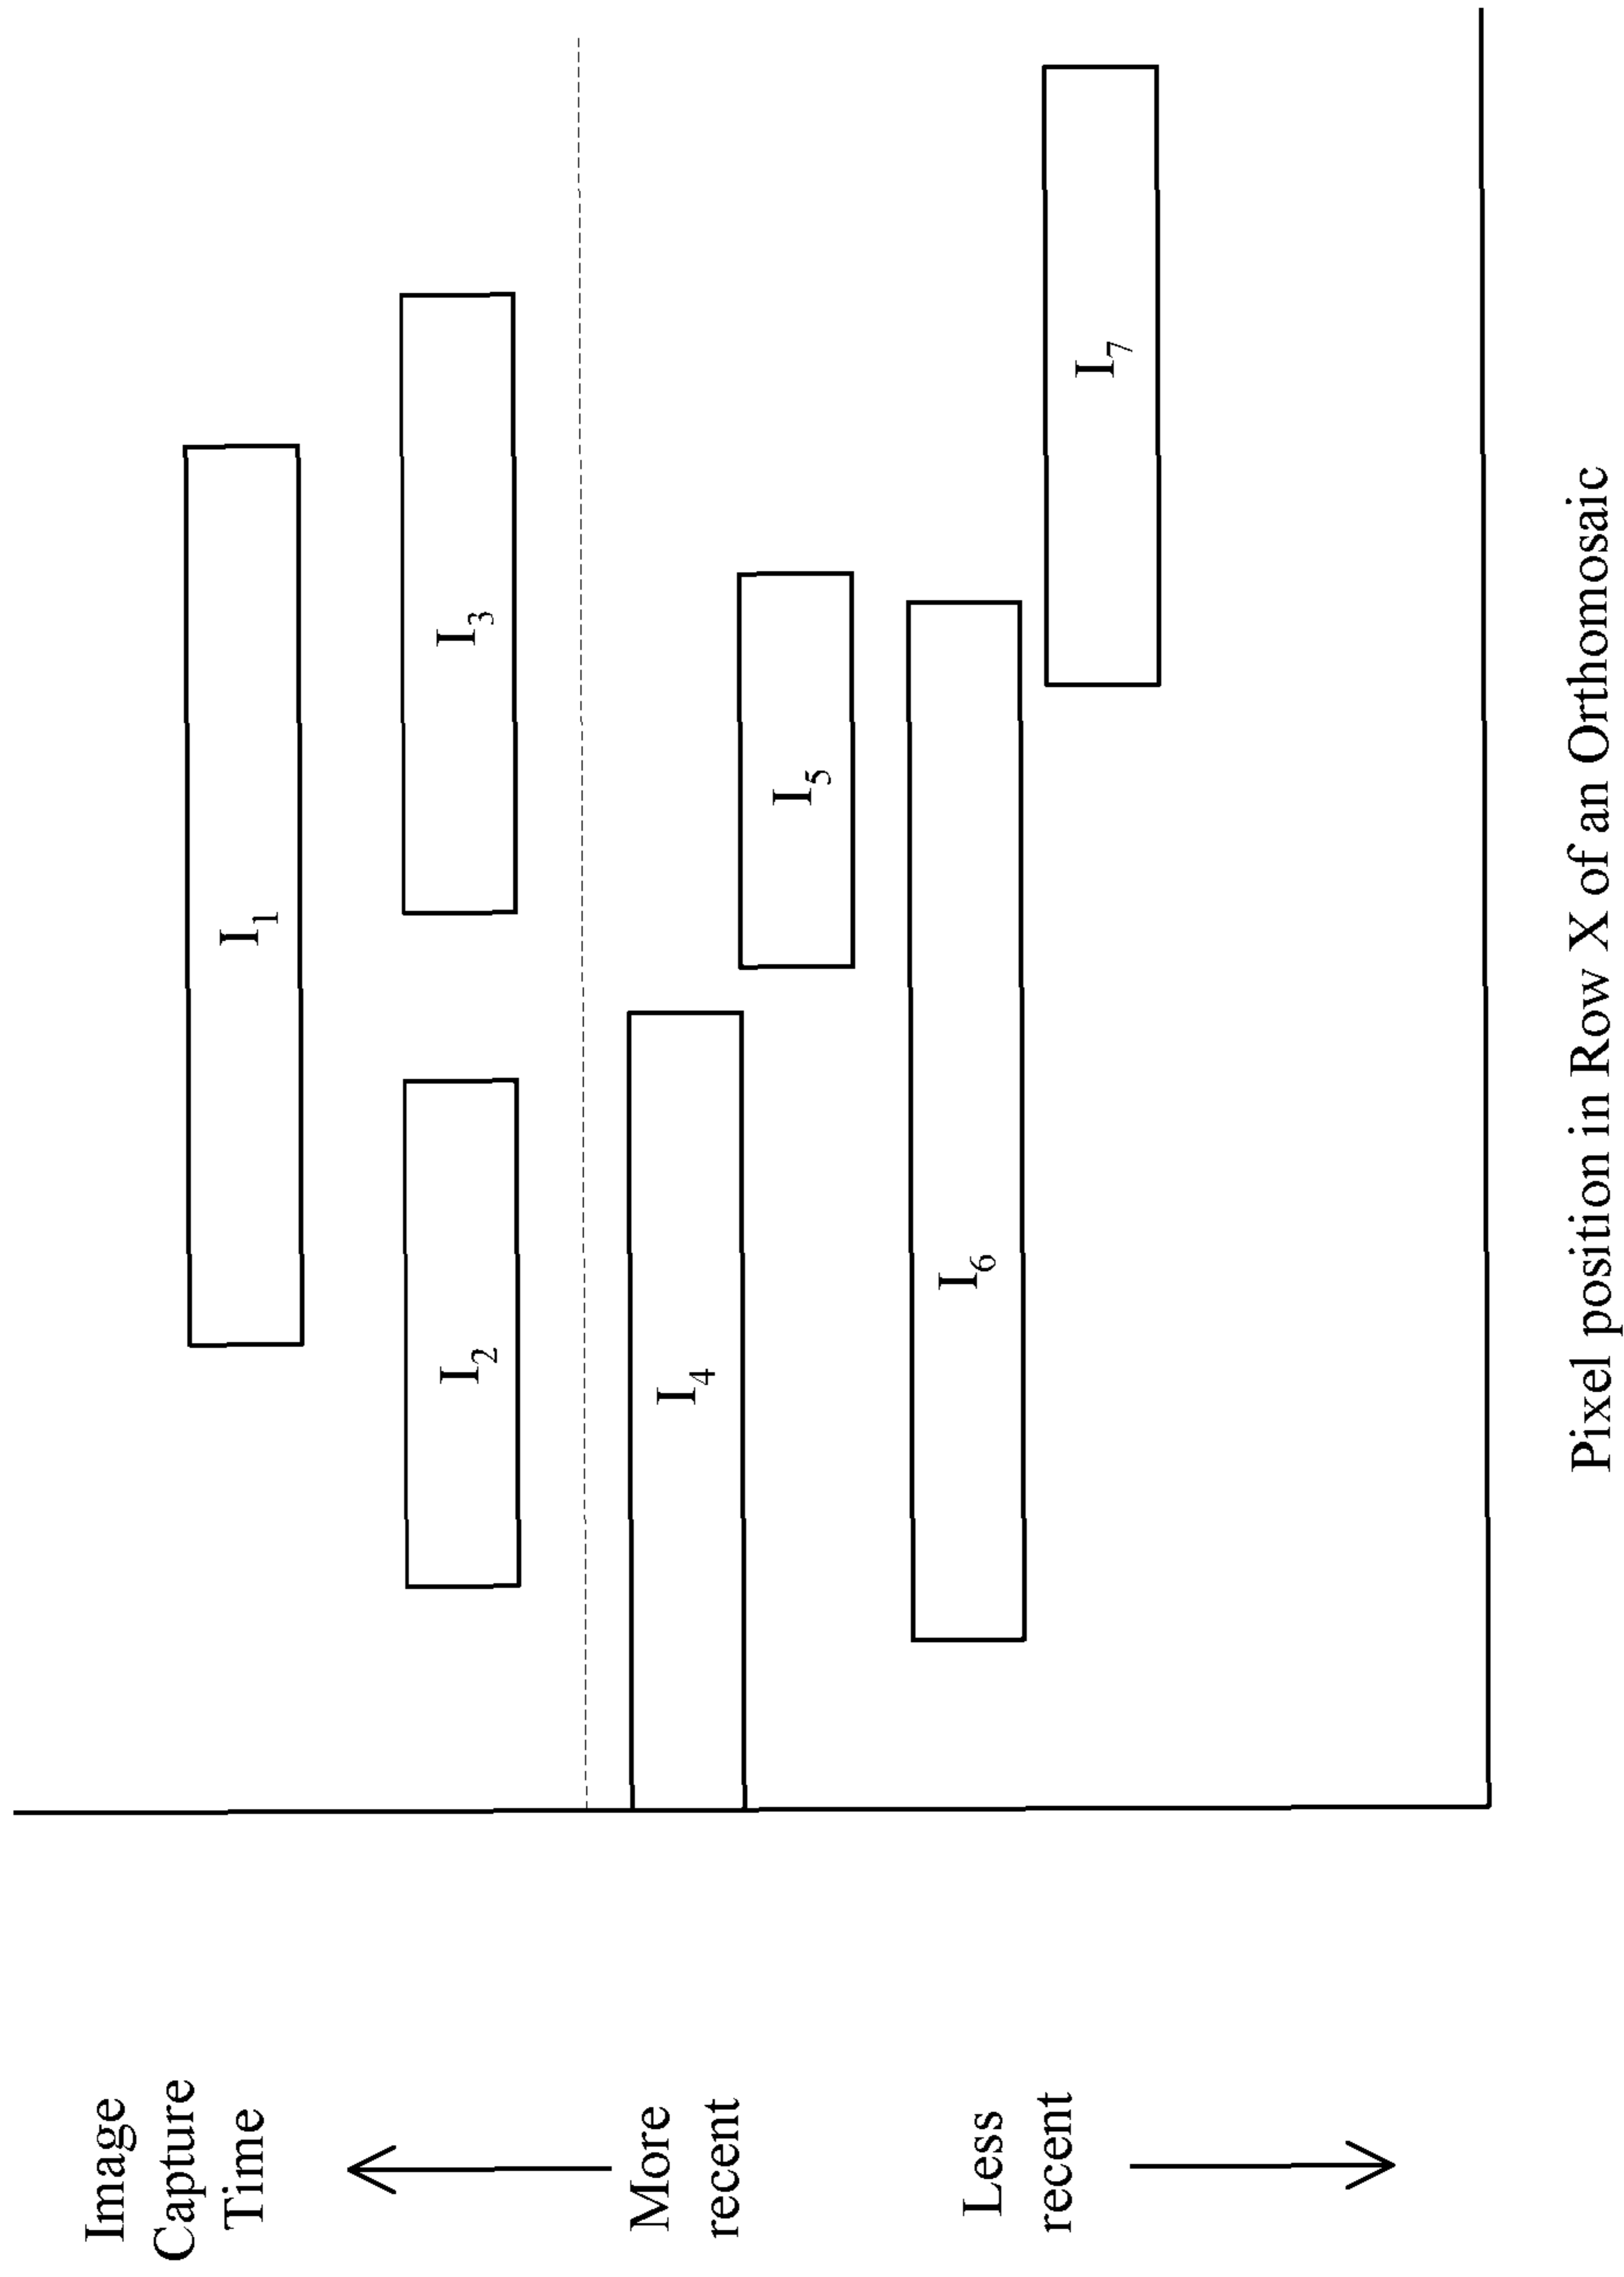 Image
Capture
Time
More
recent
Less
recent
I₁
I₂
I₃
I₄
I₅
I₆
I₇
Pixel position in Row X of an Orthomosaic